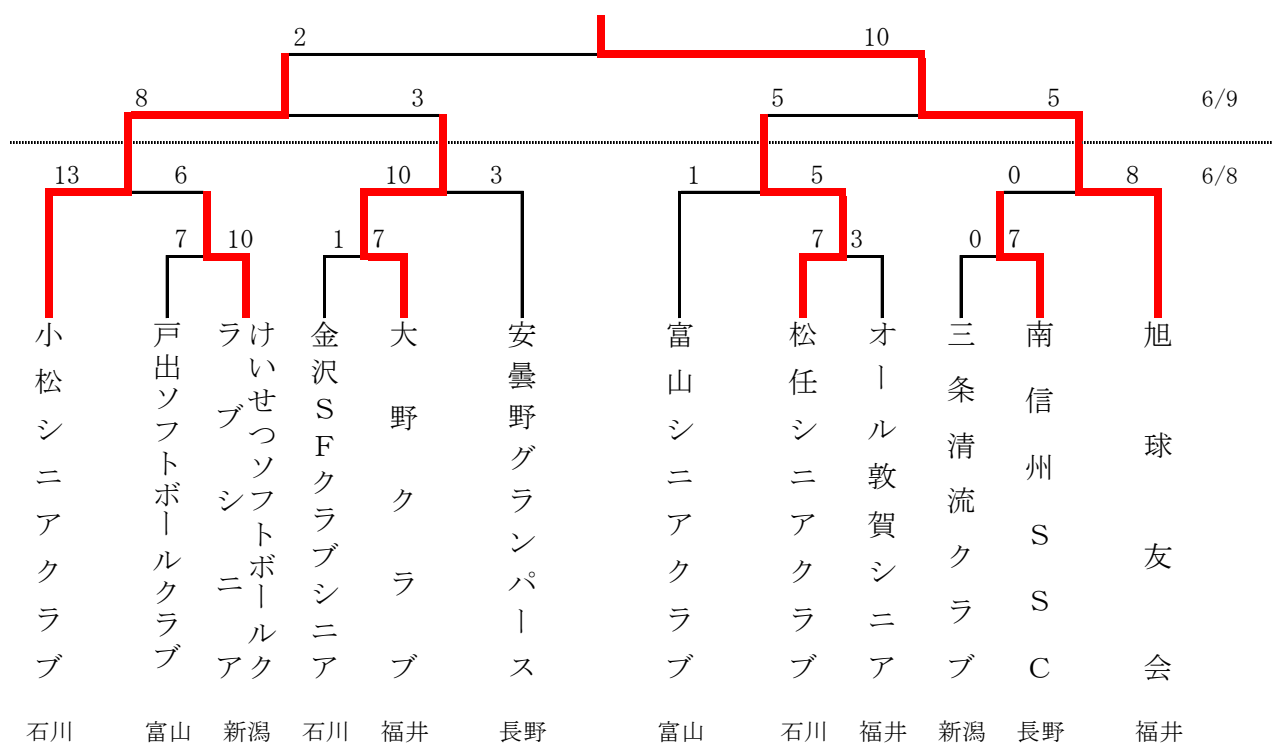 2 10
8 3 5 5 6/9
13 6 10 3 1 5 0 8 6/8
7 10 1 7 7 3 0 7
小松シニアクラブ
戸出ソフトボールクラブ
けいせつソフトボールク
ラブシニア
金沢SFクラブシニア
大野クラブ
安曇野グランパース
富山シニアクラブ
松任シニアクラブ
オール敦賀シニア
三条清流クラブ
南信州SSC
旭球友会
石川 富山 新潟 石川 福井 長野 富山 石川 福井 新潟 長野 福井